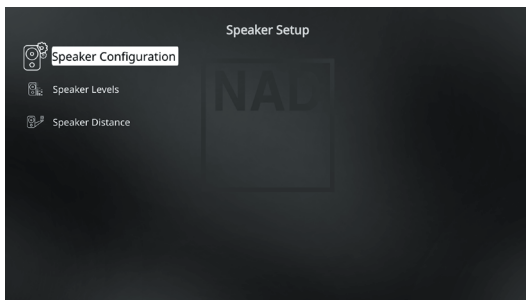 Speaker Setup
Speaker Configuration
Speaker Levels
Speaker Distance
NAD